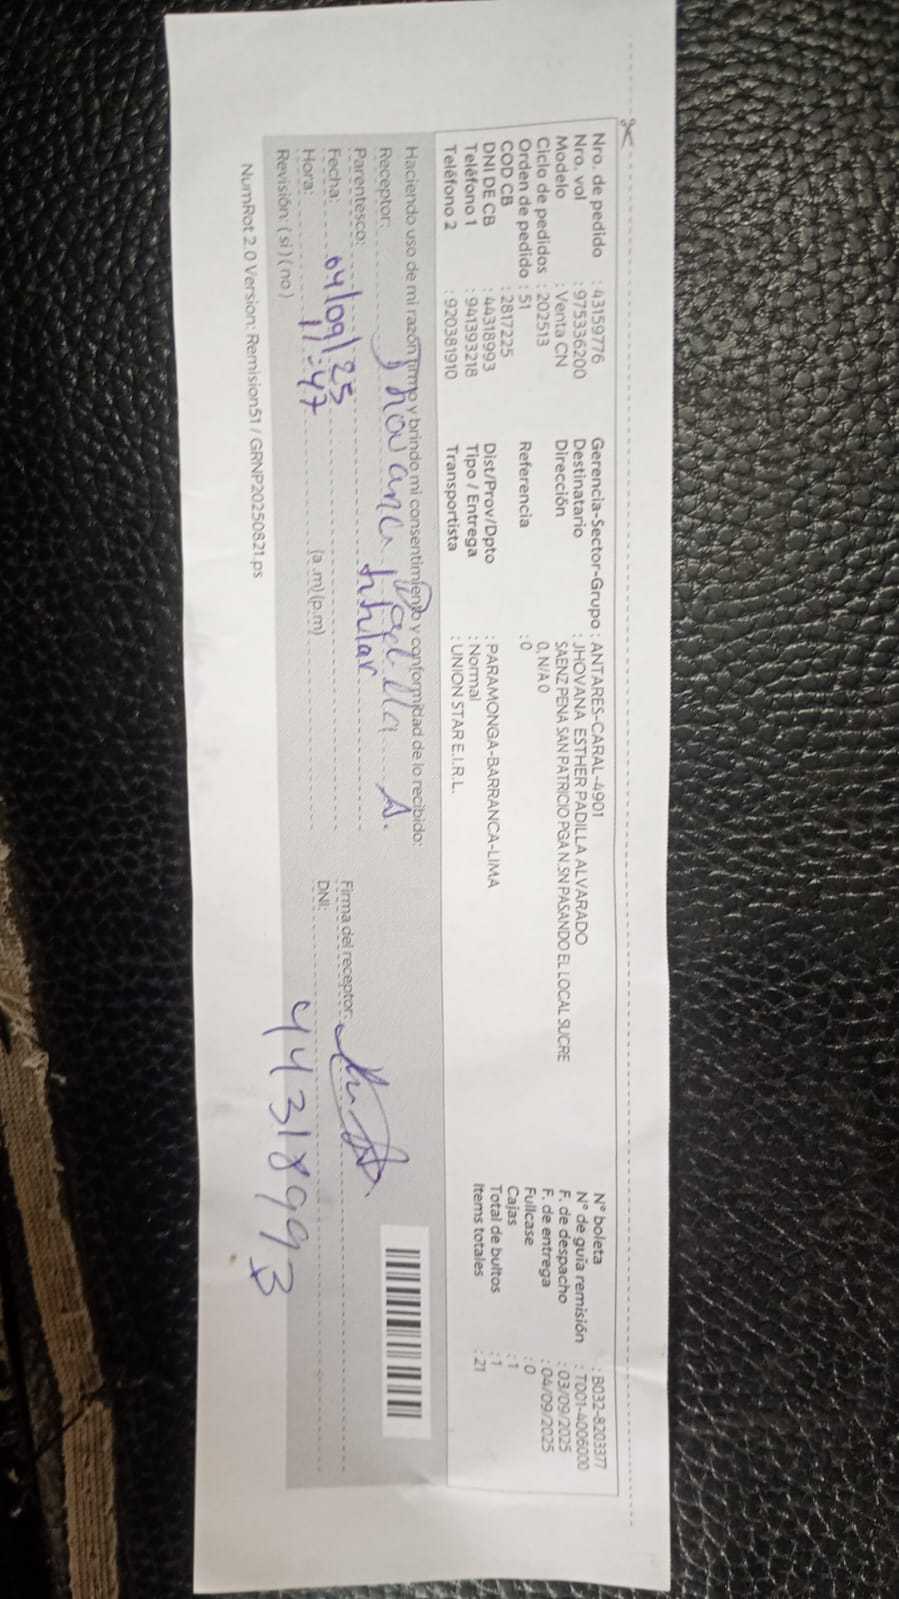 Nro. de pedido : 43159776
Nro. vol : 975336200
Modelo : Venta CN
Ciclo de pedidos : 202513
Orden de pedido : 51
COD CB : 2817225
DNI DE CB : 44318993
Teléfono 1 : 941393218
Teléfono 2 : 920381910
Gerencia-Sector-Grupo : ANTARES-CARAL-4901
Destinatario : JHOVANA ESTHER PADILLA ALVARADO
Dirección SAENZ PENA SAN PATRICIO PGA N SN PASANDO EL LOCAL SUCRE
0, N/A 0
Referencia : 0
Dist/Prov/Dpto : PARAMONGA-BARRANCA-LIMA
Tipo / Entrega : Normal
Transportista : UNION STAR E.I.R.L.
N° boleta : B032-8203377
N° de guía remisión : T001-4006000
F. de despacho : 03/09/2025
F. de entrega : 04/09/2025
Fullcase : 0
Cajas : 1
Total de bultos : 1
Items totales : 21
Haciendo uso de mi razón firmo y brindo mi consentimiento y conformidad de lo recibido:
Receptor: Jhovana Padilla A.
Parentesco: titular
Fecha: 04/09/25
Hora: 11:47 (a .m) (p.m)
Revisión: ( si ) ( no )
Firma del receptor:
DNI: 44318993
NumRot 2.0 Version: Remision51 / GRNP20250821.ps